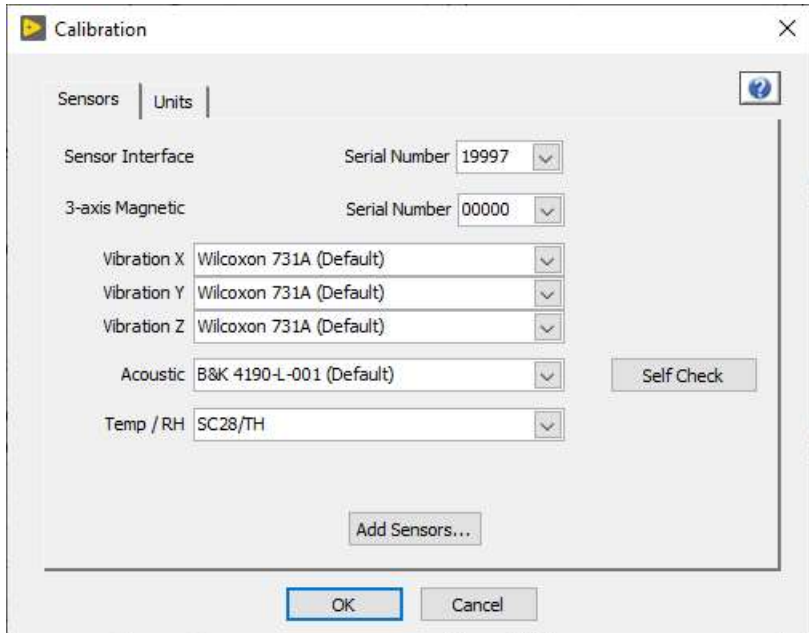 Calibration
Sensors Units
Sensor Interface Serial Number 19997
3-axis Magnetic Serial Number 00000
Vibration X Wilcoxon 731A (Default)
Vibration Y Wilcoxon 731A (Default)
Vibration Z Wilcoxon 731A (Default)
Acoustic B&K 4190-L-001 (Default) Self Check
Temp / RH SC28/TH
Add Sensors...
OK Cancel